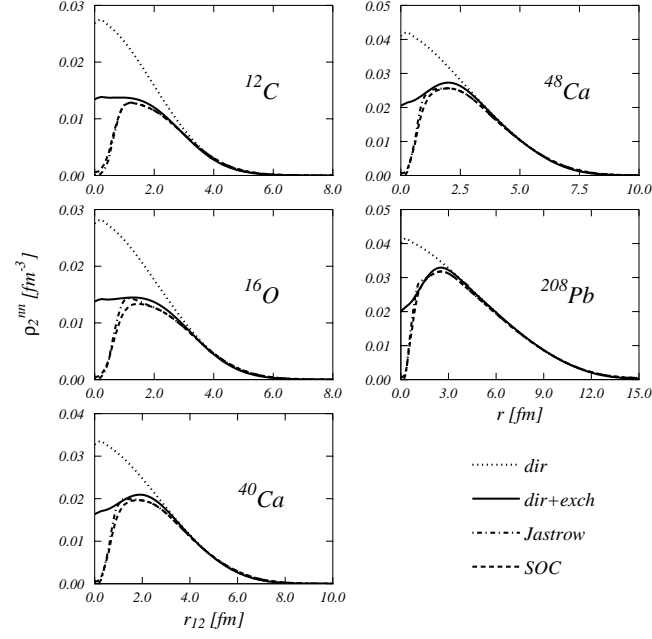 0.03
0.02
0.01
0.00
0.0 2.0 4.0 6.0 8.0
12C
0.05
0.04
0.03
0.02
0.01
0.00
0.0 2.5 5.0 7.5 10.0
48Ca
0.03
0.02
0.01
0.00
0.0 2.0 4.0 6.0 8.0
16O
ρ2nn [fm-3]
0.05
0.04
0.03
0.02
0.01
0.00
0.0 3.0 6.0 9.0 12.0 15.0
208Pb
r [fm]
0.04
0.03
0.02
0.01
0.00
0.0 2.0 4.0 6.0 8.0 10.0
40Ca
r12 [fm]
dir
dir+exch
Jastrow
SOC